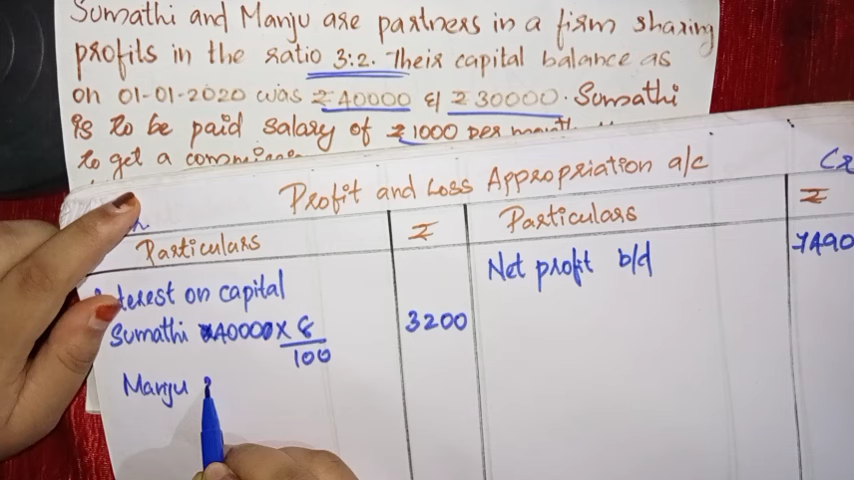 Sumathi and Manju are partners in a firm sharing
profits in the ratio 3:2. Their capital balance as
on 01-01-2020 was ₹40000 & ₹30000. Sumathi
is to be paid salary of ₹1000 per month
to get a
Profit and Loss Appropriation a/c
Cr
Particulars ₹ Particulars ₹
Interest on capital Net profit b/d 7490
Sumathi 40000 × 8/100 3200
Manju